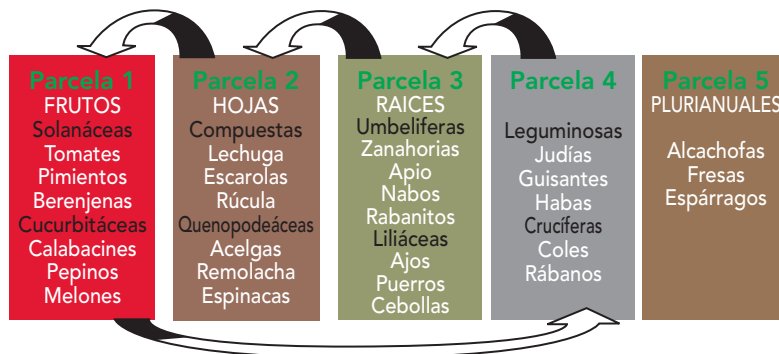 Parcela 1
FRUTOS
Solanáceas
Tomates
Pimientos
Berenjenas
Cucurbitáceas
Calabacines
Pepinos
Melones
Parcela 2
HOJAS
Compuestas
Lechuga
Escarolas
Rúcula
Quenopodeáceas
Acelgas
Remolacha
Espinacas
Parcela 3
RAICES
Umbeliferas
Zanahorias
Apio
Nabos
Rabanitos
Liliáceas
Ajos
Puerros
Cebollas
Parcela 4
Leguminosas
Judías
Guisantes
Habas
Crucíferas
Coles
Rábanos
Parcela 5
PLURIANUALES
Alcachofas
Fresas
Espárragos